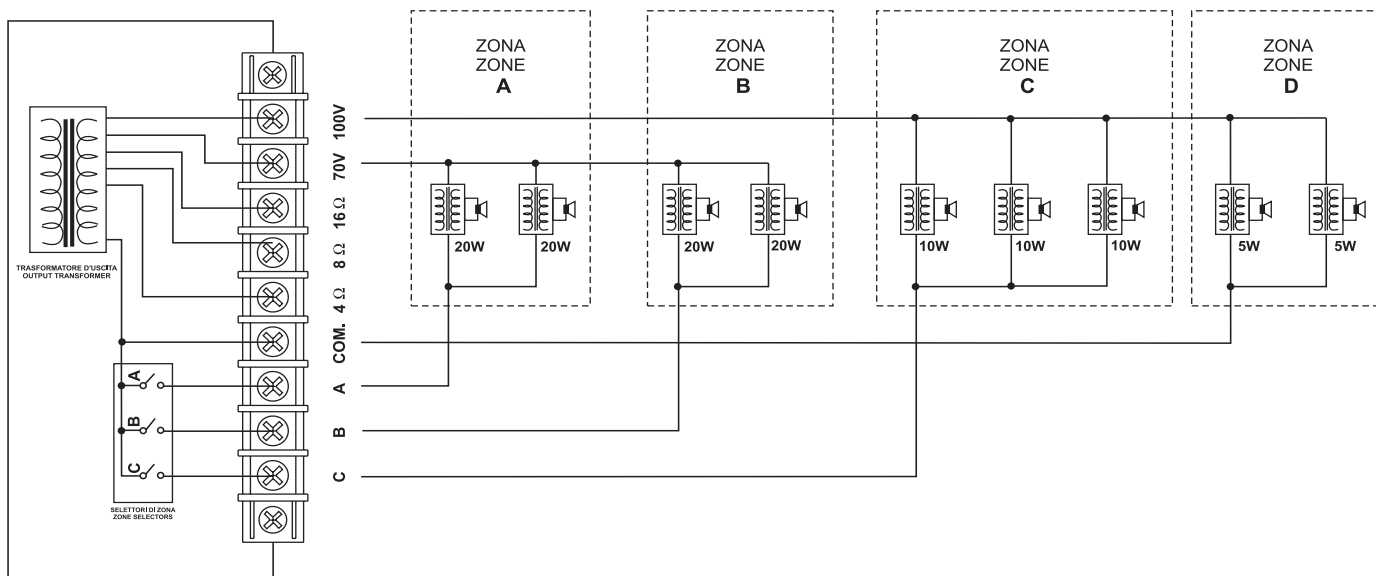 ZONA
ZONE
A
ZONA
ZONE
B
ZONA
ZONE
C
ZONA
ZONE
D
100V
70V
16 Ω
8 Ω
4 Ω
COM.
A
B
C
20W
20W
20W
20W
10W
10W
10W
5W
5W
TRASFORMATORE D'USCITA
OUTPUT TRANSFORMER
A
B
C
SELETTORI DI ZONA
ZONE SELECTORS